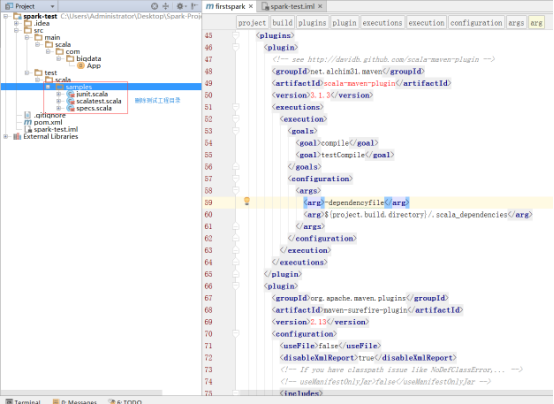 Project
spark-test C:\Users\Administrator\Desktop\Spark-Proje
.idea
src
main
scala
com
bigdata
App
test
scala
samples
junit.scala
scalatest.scala
specs.scala
删除测试工程目录
.gitignore
pom.xml
spark-test.iml
External Libraries
firstspark × spark-test.iml ×
project build plugins plugin executions execution configuration args arg
45 <plugins>
46 <plugin>
47 <!-- see http://davidb.github.com/scala-maven-plugin -->
48 <groupId>net.alchim31.maven</groupId>
49 <artifactId>scala-maven-plugin</artifactId>
50 <version>3.1.3</version>
51 <executions>
52 <execution>
53 <goals>
54 <goal>compile</goal>
55 <goal>testCompile</goal>
56 </goals>
57 <configuration>
58 <args>
59 <arg>-dependencyfile</arg>
60 <arg>${project.build.directory}/.scala_dependencies</arg>
61 </args>
62 </configuration>
63 </execution>
64 </executions>
65 </plugin>
66 <plugin>
67 <groupId>org.apache.maven.plugins</groupId>
68 <artifactId>maven-surefire-plugin</artifactId>
69 <version>2.13</version>
70 <configuration>
71 <useFile>false</useFile>
72 <disableXmlReport>true</disableXmlReport>
73 <!-- If you have classpath issue like NoDefClassError,... -->
74 <!-- useManifestOnlyJar>false</useManifestOnlyJar -->
75 <includes>
Terminal 0: Messages 6: TODO